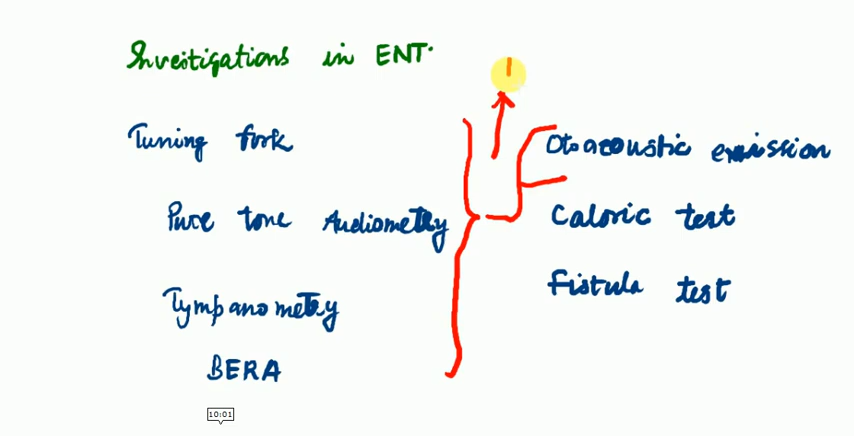 Investigations in ENT.
Tuning fork
Pure tone Audiometry
Tympanometry
BERA
Otoacoustic emission
Caloric test
Fistula test
10:01